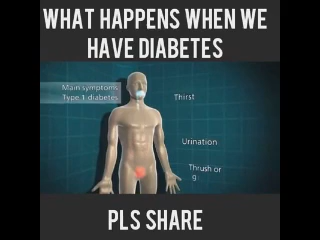 WHAT HAPPENS WHEN WE
HAVE DIABETES
Main symptoms
Type 1 diabetes
Thirst
Urination
Thrush or
g
PLS SHARE